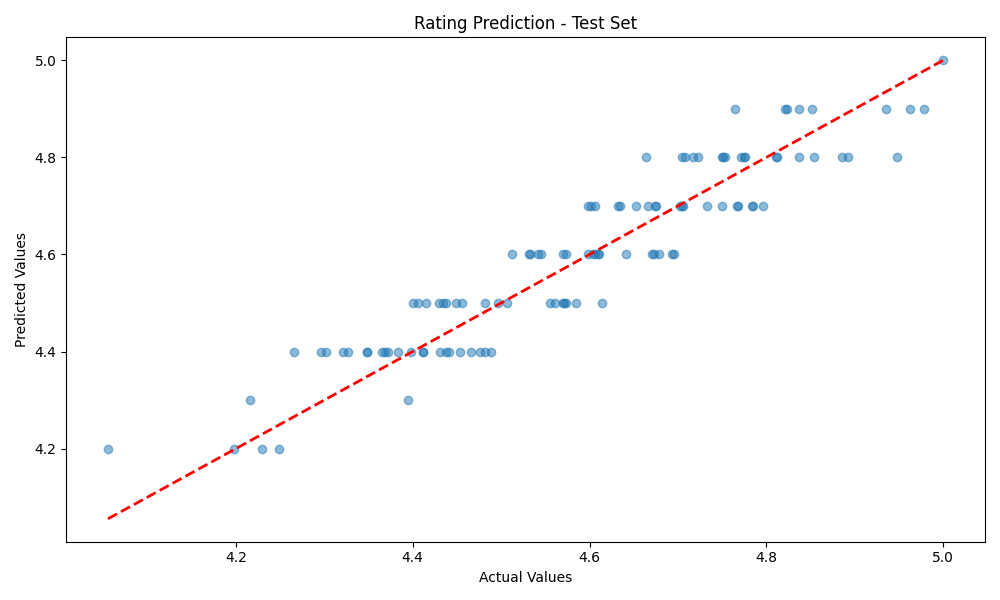 Rating Prediction - Test Set
Predicted Values
5.0
4.8
4.6
4.4
4.2
4.2 4.4 4.6 4.8 5.0
Actual Values